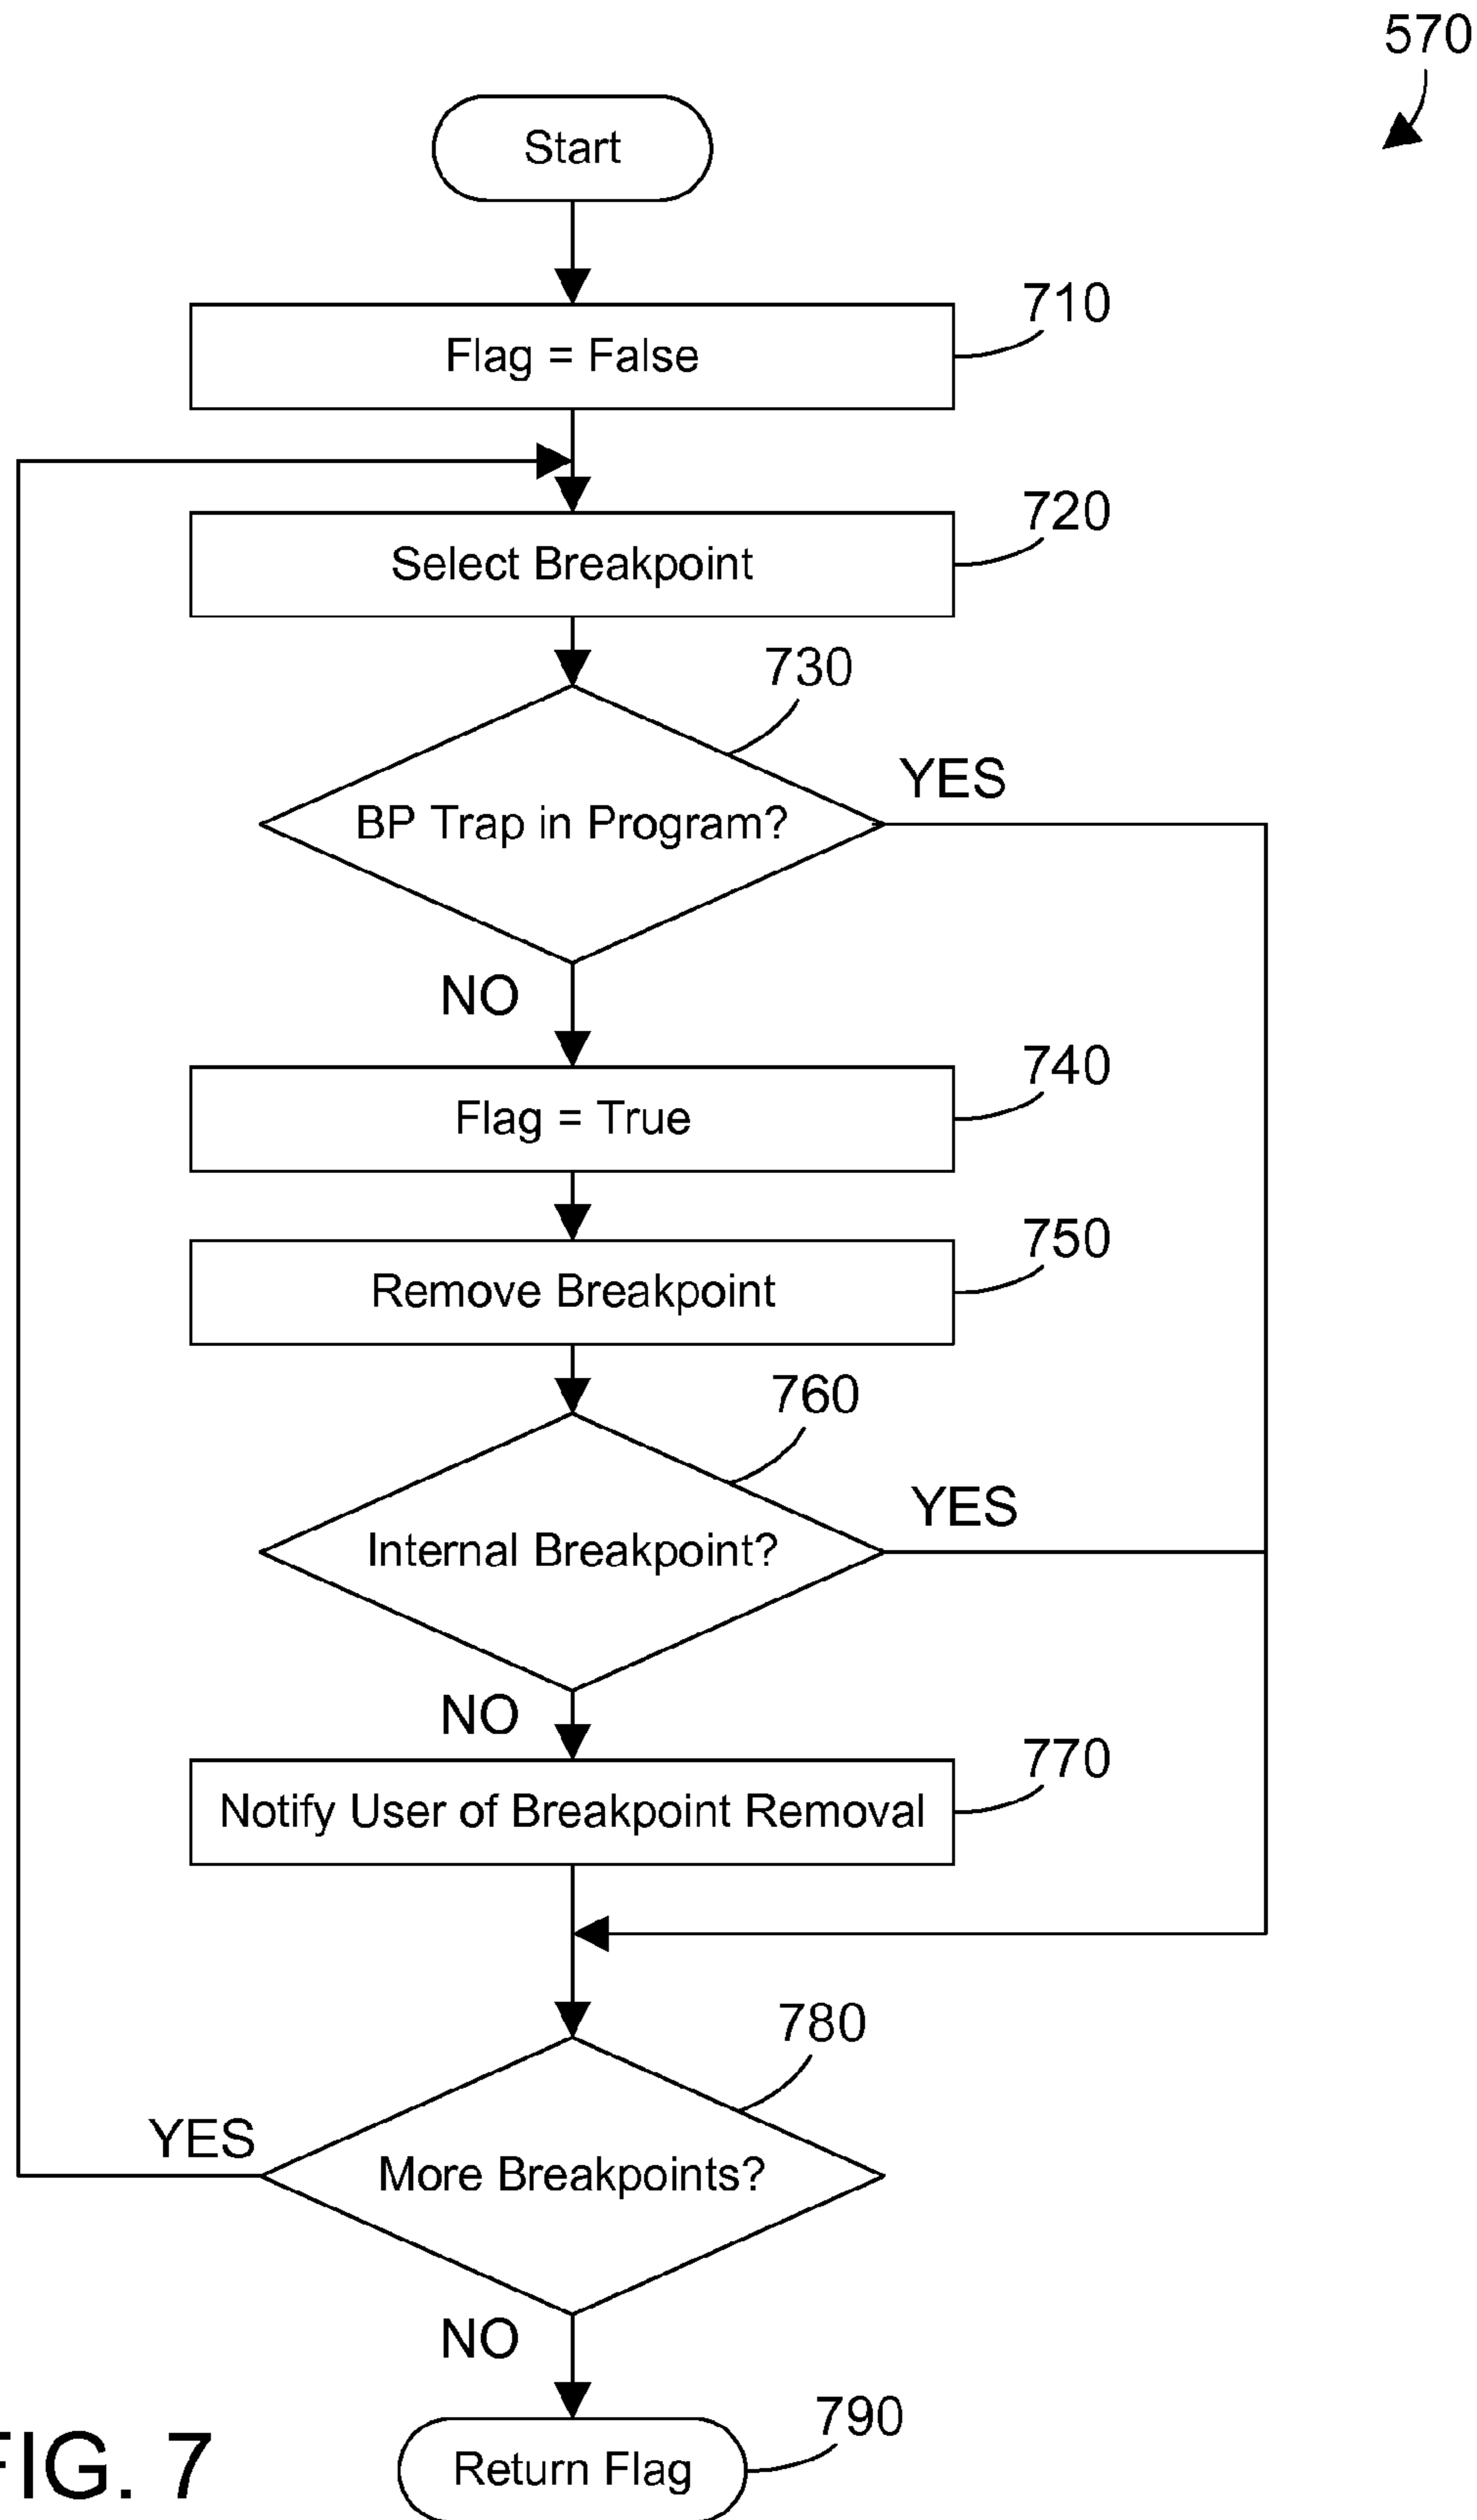 570
Start
710
Flag = False
720
Select Breakpoint
730
YES
BP Trap in Program?
NO
740
Flag = True
750
Remove Breakpoint
760
YES
Internal Breakpoint?
NO
770
Notify User of Breakpoint Removal
780
YES
More Breakpoints?
NO
790
Return Flag
FIG. 7